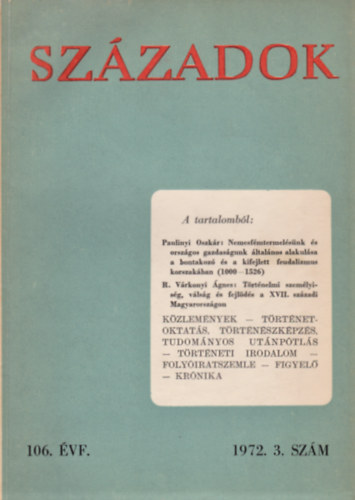 SZÁZADOK
A tartalomból:
Paulinyi Oszkár: Nemesfémtermelésünk és
országos gazdaságunk általános alakulása
a bontakozó és a kifejlett feudalizmus
korszakában (1000—1526)
R. Várkonyi Ágnes: Történelmi személyi-
ség, válság és fejlődés a XVII. századi
Magyarországon
KÖZLEMÉNYEK — TÖRTÉNET-
OKTATÁS, TÖRTÉNÉSZKÉPZÉS,
TUDOMÁNYOS UTÁNPÓTLÁS
— TÖRTÉNETI IRODALOM —
FOLYÓIRATSZEMLE — FIGYELŐ
— KRÓNIKA
106. ÉVF. 1972. 3. SZÁM